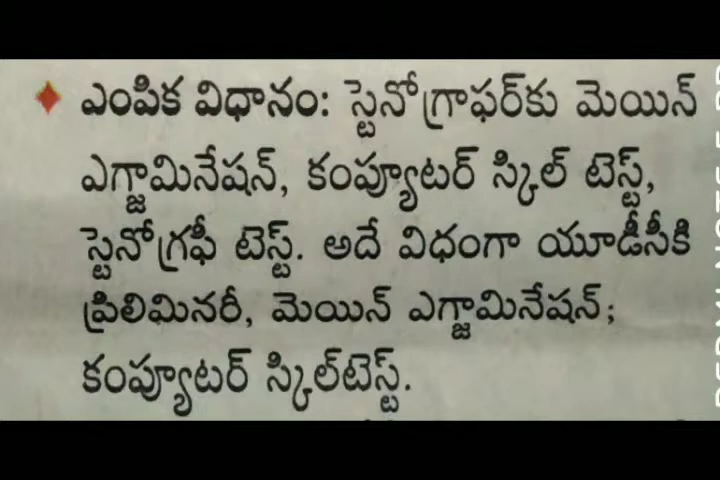 ఎంపిక విధానం: స్టెనోగ్రాఫర్‌కు మెయిన్
ఎగ్జామినేషన్, కంప్యూటర్ స్కిల్ టెస్ట్,
స్టెనోగ్రఫీ టెస్ట్. అదే విధంగా యూడీసీకి
ప్రిలిమినరీ, మెయిన్ ఎగ్జామినేషన్;
కంప్యూటర్ స్కిల్‌టెస్ట్.